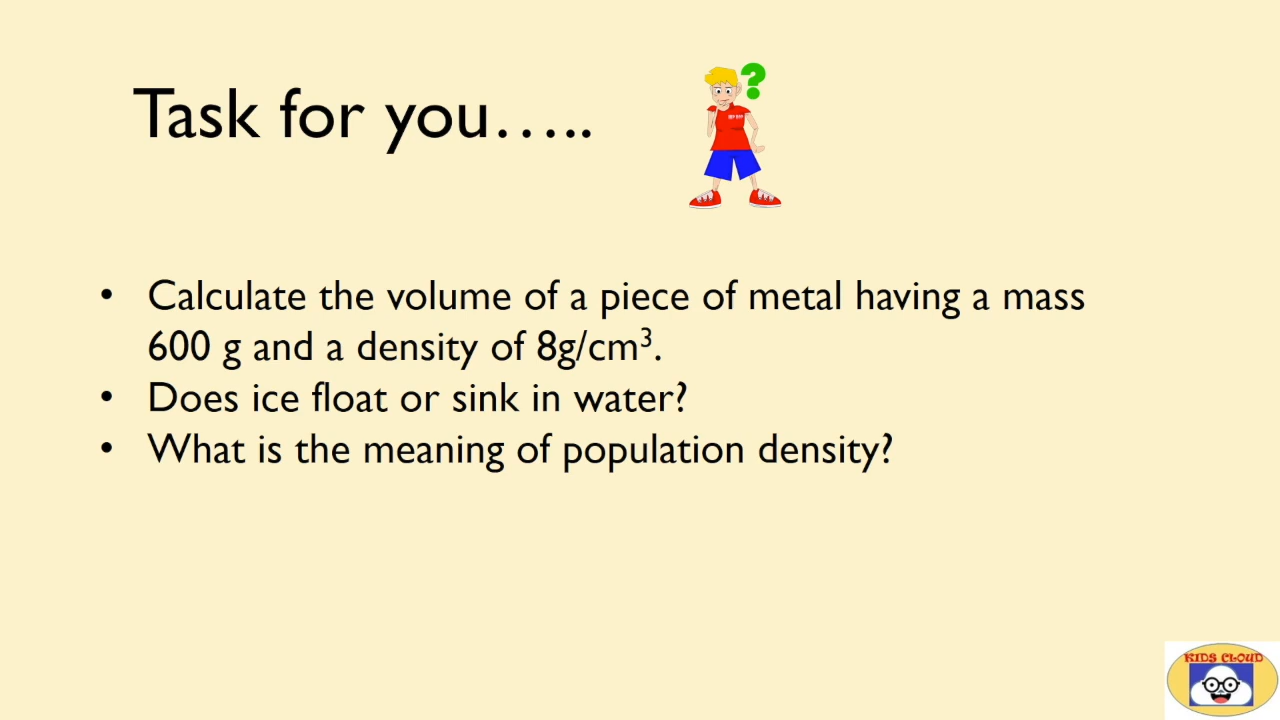 Task for you…..
• Calculate the volume of a piece of metal having a mass
600 g and a density of 8g/cm³.
• Does ice float or sink in water?
• What is the meaning of population density?
KIDS CLOUD